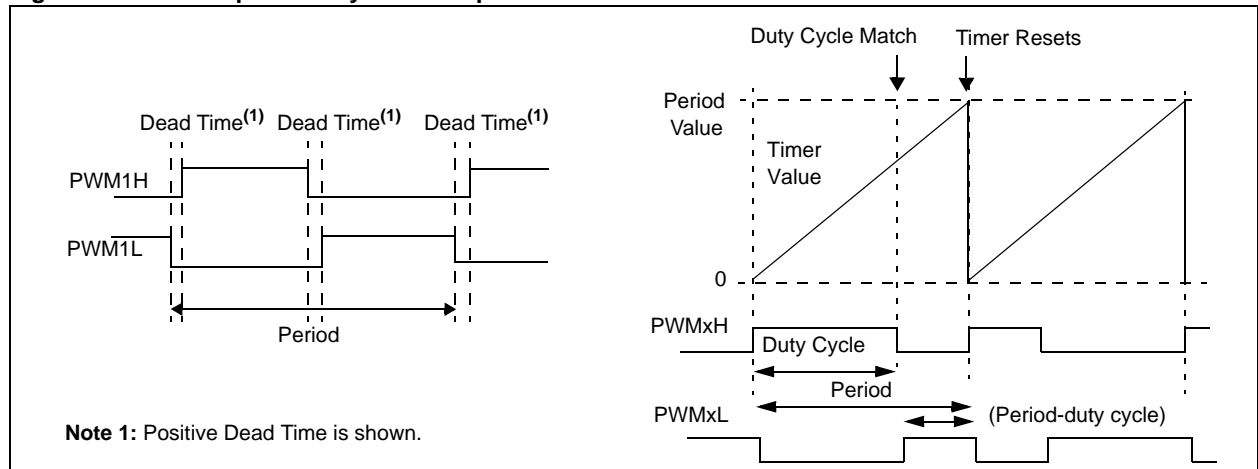 Dead Time(1) Dead Time(1) Dead Time(1)
PWM1H
PWM1L
Period
Note 1: Positive Dead Time is shown.
Duty Cycle Match Timer Resets
Period
Value
Timer
Value
0
PWMxH
Duty Cycle
Period
PWMxL
(Period-duty cycle)